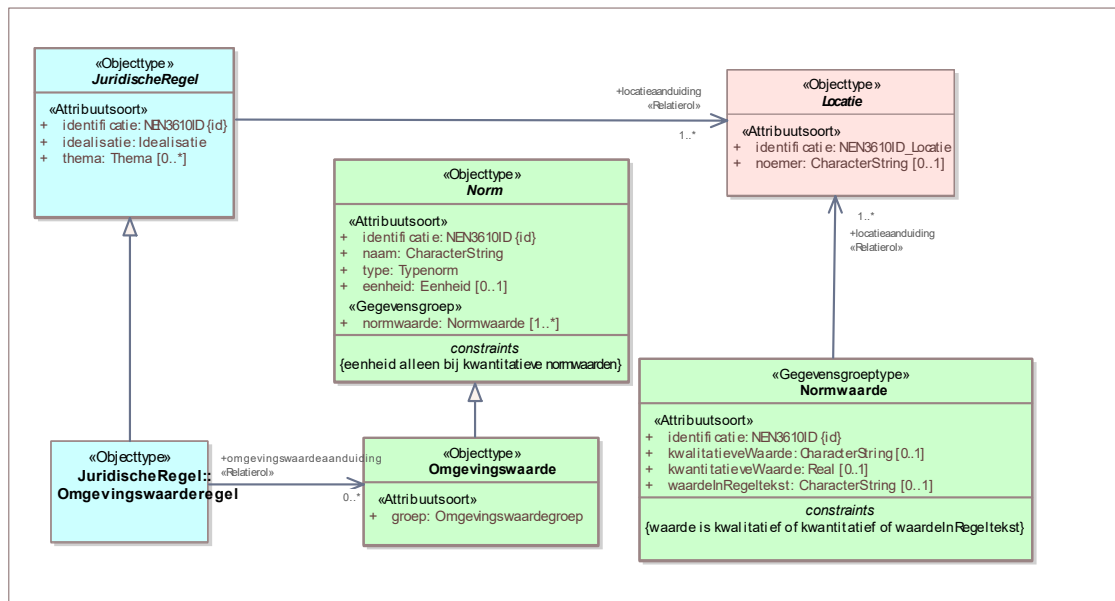 «Objecttype»
JuridischeRegel
«Attribuutsoort»
+ identificatie: NEN3610ID {id}
+ idealisatie: Idealisatie
+ thema: Thema [0..*]
+locatieaanduiding
«Relatierol»
1..*
«Objecttype»
Locatie
«Attribuutsoort»
+ identificatie: NEN3610ID_Locatie
+ noemer: CharacterString [0..1]
«Objecttype»
Norm
«Attribuutsoort»
+ identificatie: NEN3610ID {id}
+ naam: CharacterString
+ type: Typenorm
+ eenheid: Eenheid [0..1]
«Gegevensgroep»
+ normwaarde: Normwaarde [1..*]
constraints
{eenheid alleen bij kwantitatieve normwaarden}
1..*
+locatieaanduiding
«Relatierol»
«Gegevensgroeptype»
Normwaarde
«Attribuutsoort»
+ identificatie: NEN3610ID {id}
+ kwalitatieveWaarde: CharacterString [0..1]
+ kwantitatieveWaarde: Real [0..1]
+ waardeInRegeltekst: CharacterString [0..1]
constraints
{waarde is kwalitatief of kwantitatief of waardeInRegeltekst}
«Objecttype»
JuridischeRegel::
Omgevingswaarderegel
+omgevingswaardeaanduiding
«Relatierol»
0..*
«Objecttype»
Omgevingswaarde
«Attribuutsoort»
+ groep: Omgevingswaardegroep